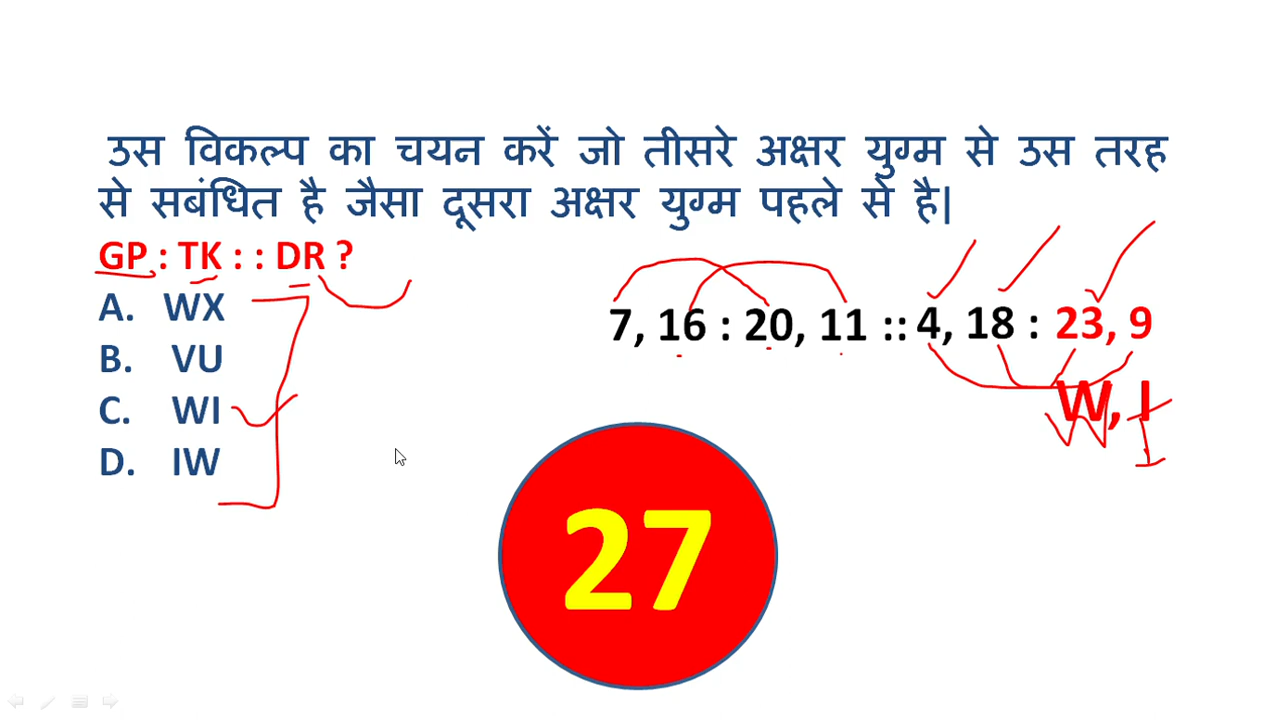 उस विकल्प का चयन करें जो तीसरे अक्षर युग्म से उस तरह
से सबंधित है जैसा दूसरा अक्षर युग्म पहले से है|
GP : TK : : DR ?
A. WX
B. VU
C. WI
D. IW
7, 16 : 20, 11 :: 4, 18 : 23, 9
W, I
27